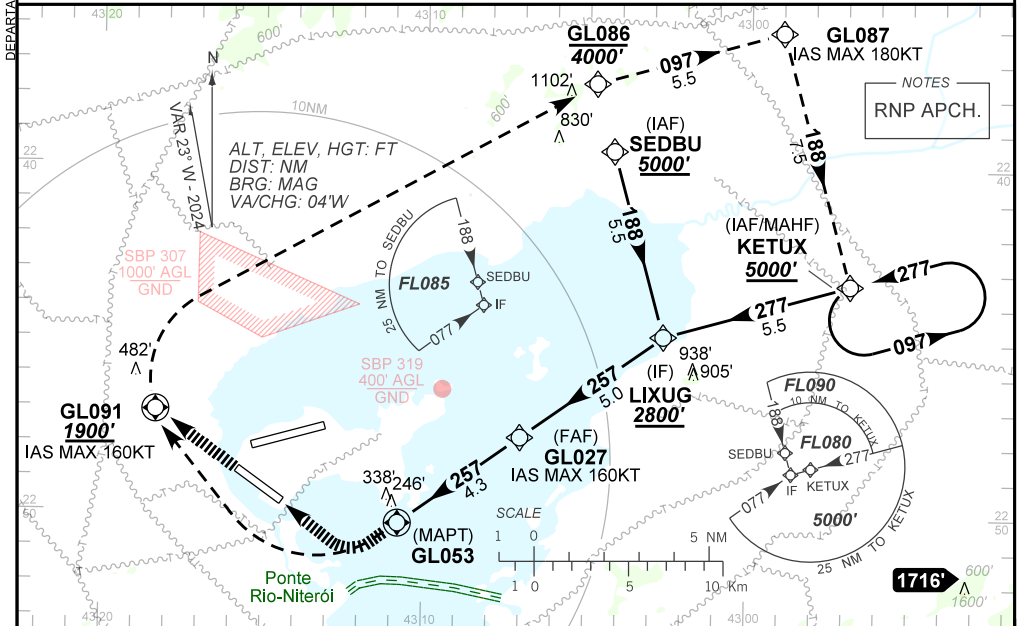 DEPARTA
43 20
43 10
43 00
600'
N
VAR 23° W - 2024
10NM
ALT, ELEV, HGT: FT
DIST: NM
BRG: MAG
VA/CHG: 04'W
GL086
4000'
1102'
830'
600'
097
5.5
GL087
IAS MAX 180KT
NOTES
RNP APCH.
188
7.5
22
40
22
40
(IAF)
SEDBU
5000'
188
5.5
(IAF/MAHF)
KETUX
5000'
277
097
277
5.5
SBP 307
1000' AGL
GND
25 NM TO SEDBU
188
SEDBU
FL085
IF
077
SBP 319
400' AGL
GND
482'
GL091
1900'
IAS MAX 160KT
938'
905'
(IF)
LIXUG
2800'
257
5.0
(FAF)
GL027
IAS MAX 160KT
257
4.3
338'
246'
(MAPT)
GL053
FL090
10 NM TO KETUX
188
FL080
SEDBU
277
IF
KETUX
077
5000'
25 NM TO KETUX
22
50
22
50
SCALE
1
0
5
NM
1
0
5
10
Km
Ponte
Rio-Niterói
1716'
600'
1600'
43 20
43 10
43 00